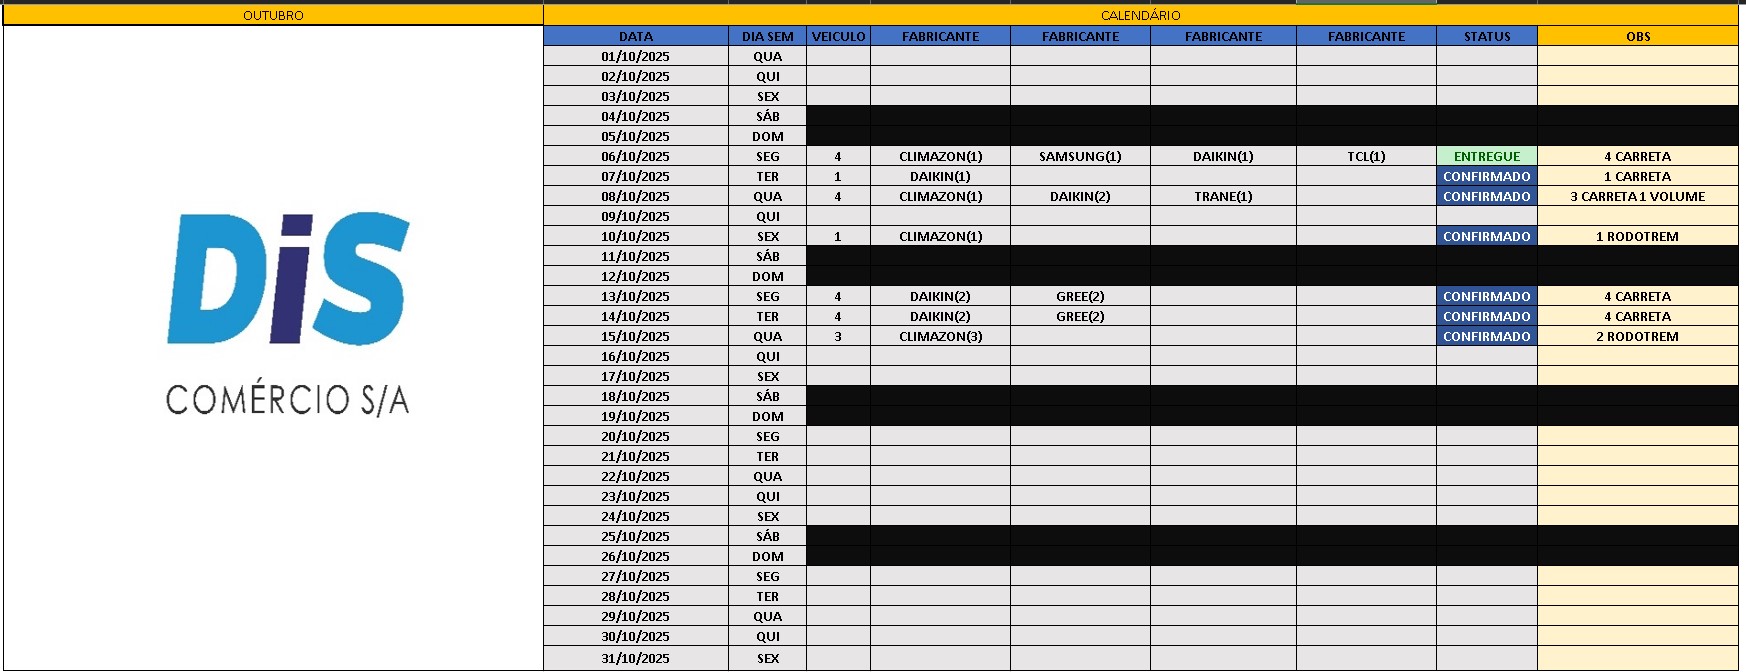 OUTUBRO CALENDÁRIO
DATA DIA SEM VEICULO FABRICANTE FABRICANTE FABRICANTE FABRICANTE STATUS OBS
01/10/2025 QUA
02/10/2025 QUI
03/10/2025 SEX
04/10/2025 SÁB
05/10/2025 DOM
06/10/2025 SEG 4 CLIMAZON(1) SAMSUNG(1) DAIKIN(1) TCL(1) ENTREGUE 4 CARRETA
07/10/2025 TER 1 DAIKIN(1) CONFIRMADO 1 CARRETA
08/10/2025 QUA 4 CLIMAZON(1) DAIKIN(2) TRANE(1) CONFIRMADO 3 CARRETA 1 VOLUME
09/10/2025 QUI
10/10/2025 SEX 1 CLIMAZON(1) CONFIRMADO 1 RODOTREM
11/10/2025 SÁB
12/10/2025 DOM
13/10/2025 SEG 4 DAIKIN(2) GREE(2) CONFIRMADO 4 CARRETA
14/10/2025 TER 4 DAIKIN(2) GREE(2) CONFIRMADO 4 CARRETA
15/10/2025 QUA 3 CLIMAZON(3) CONFIRMADO 2 RODOTREM
16/10/2025 QUI
17/10/2025 SEX
18/10/2025 SÁB
19/10/2025 DOM
20/10/2025 SEG
21/10/2025 TER
22/10/2025 QUA
23/10/2025 QUI
24/10/2025 SEX
25/10/2025 SÁB
26/10/2025 DOM
27/10/2025 SEG
28/10/2025 TER
29/10/2025 QUA
30/10/2025 QUI
31/10/2025 SEX
DiS
COMÉRCIO S/A